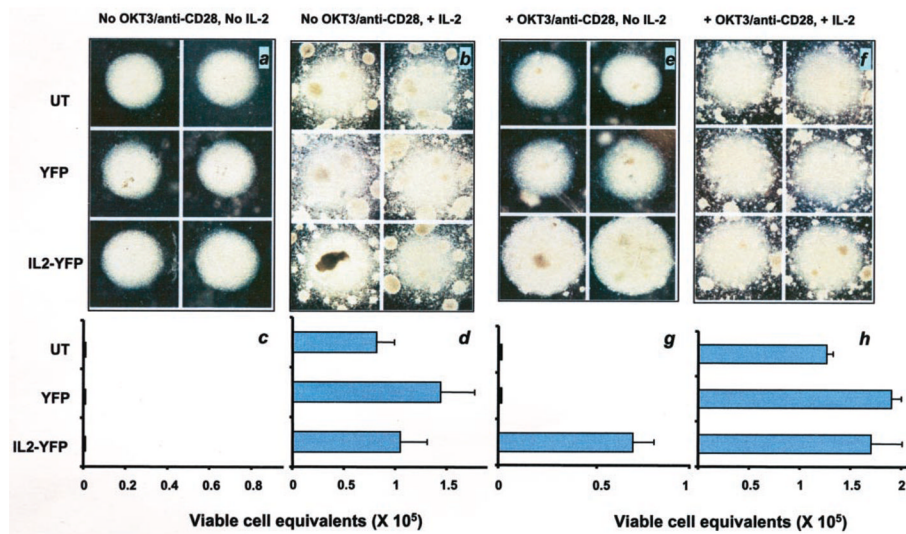 No OKT3/anti-CD28, No IL-2
No OKT3/anti-CD28, + IL-2
+ OKT3/anti-CD28, No IL-2
+ OKT3/anti-CD28, + IL-2
a
b
e
f
UT
YFP
IL2-YFP
UT
YFP
IL2-YFP
c
d
g
h
0 0.2 0.4 0.6 0.8
0 0.5 1 1.5
0 0.5 1
0 0.5 1 1.5 2
Viable cell equivalents (X 10⁵)
Viable cell equivalents (X 10⁵)